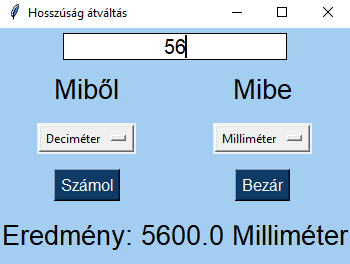 Hosszúság átváltás
56
Miből Mibe
Deciméter Milliméter
Számol Bezár
Eredmény: 5600.0 Milliméter